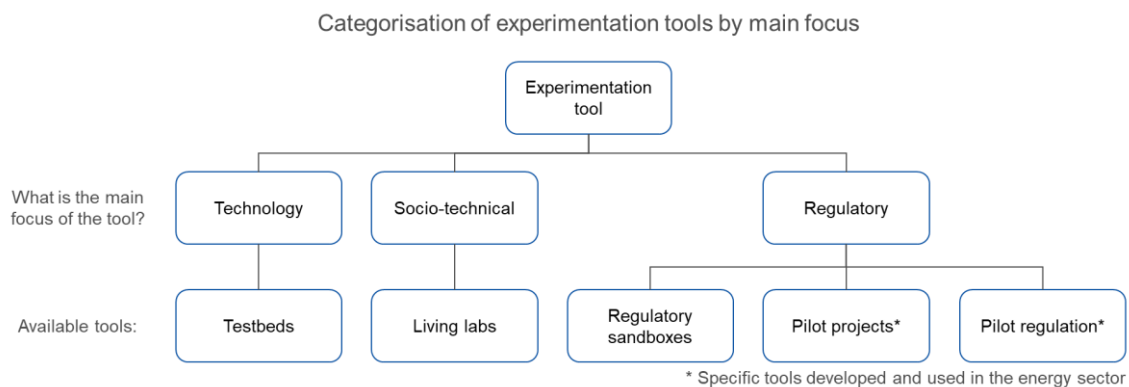 Categorisation of experimentation tools by main focus
Experimentation
tool
What is the main
focus of the tool?
Technology
Socio-technical
Regulatory
Available tools:
Testbeds
Living labs
Regulatory
sandboxes
Pilot projects*
Pilot regulation*
* Specific tools developed and used in the energy sector